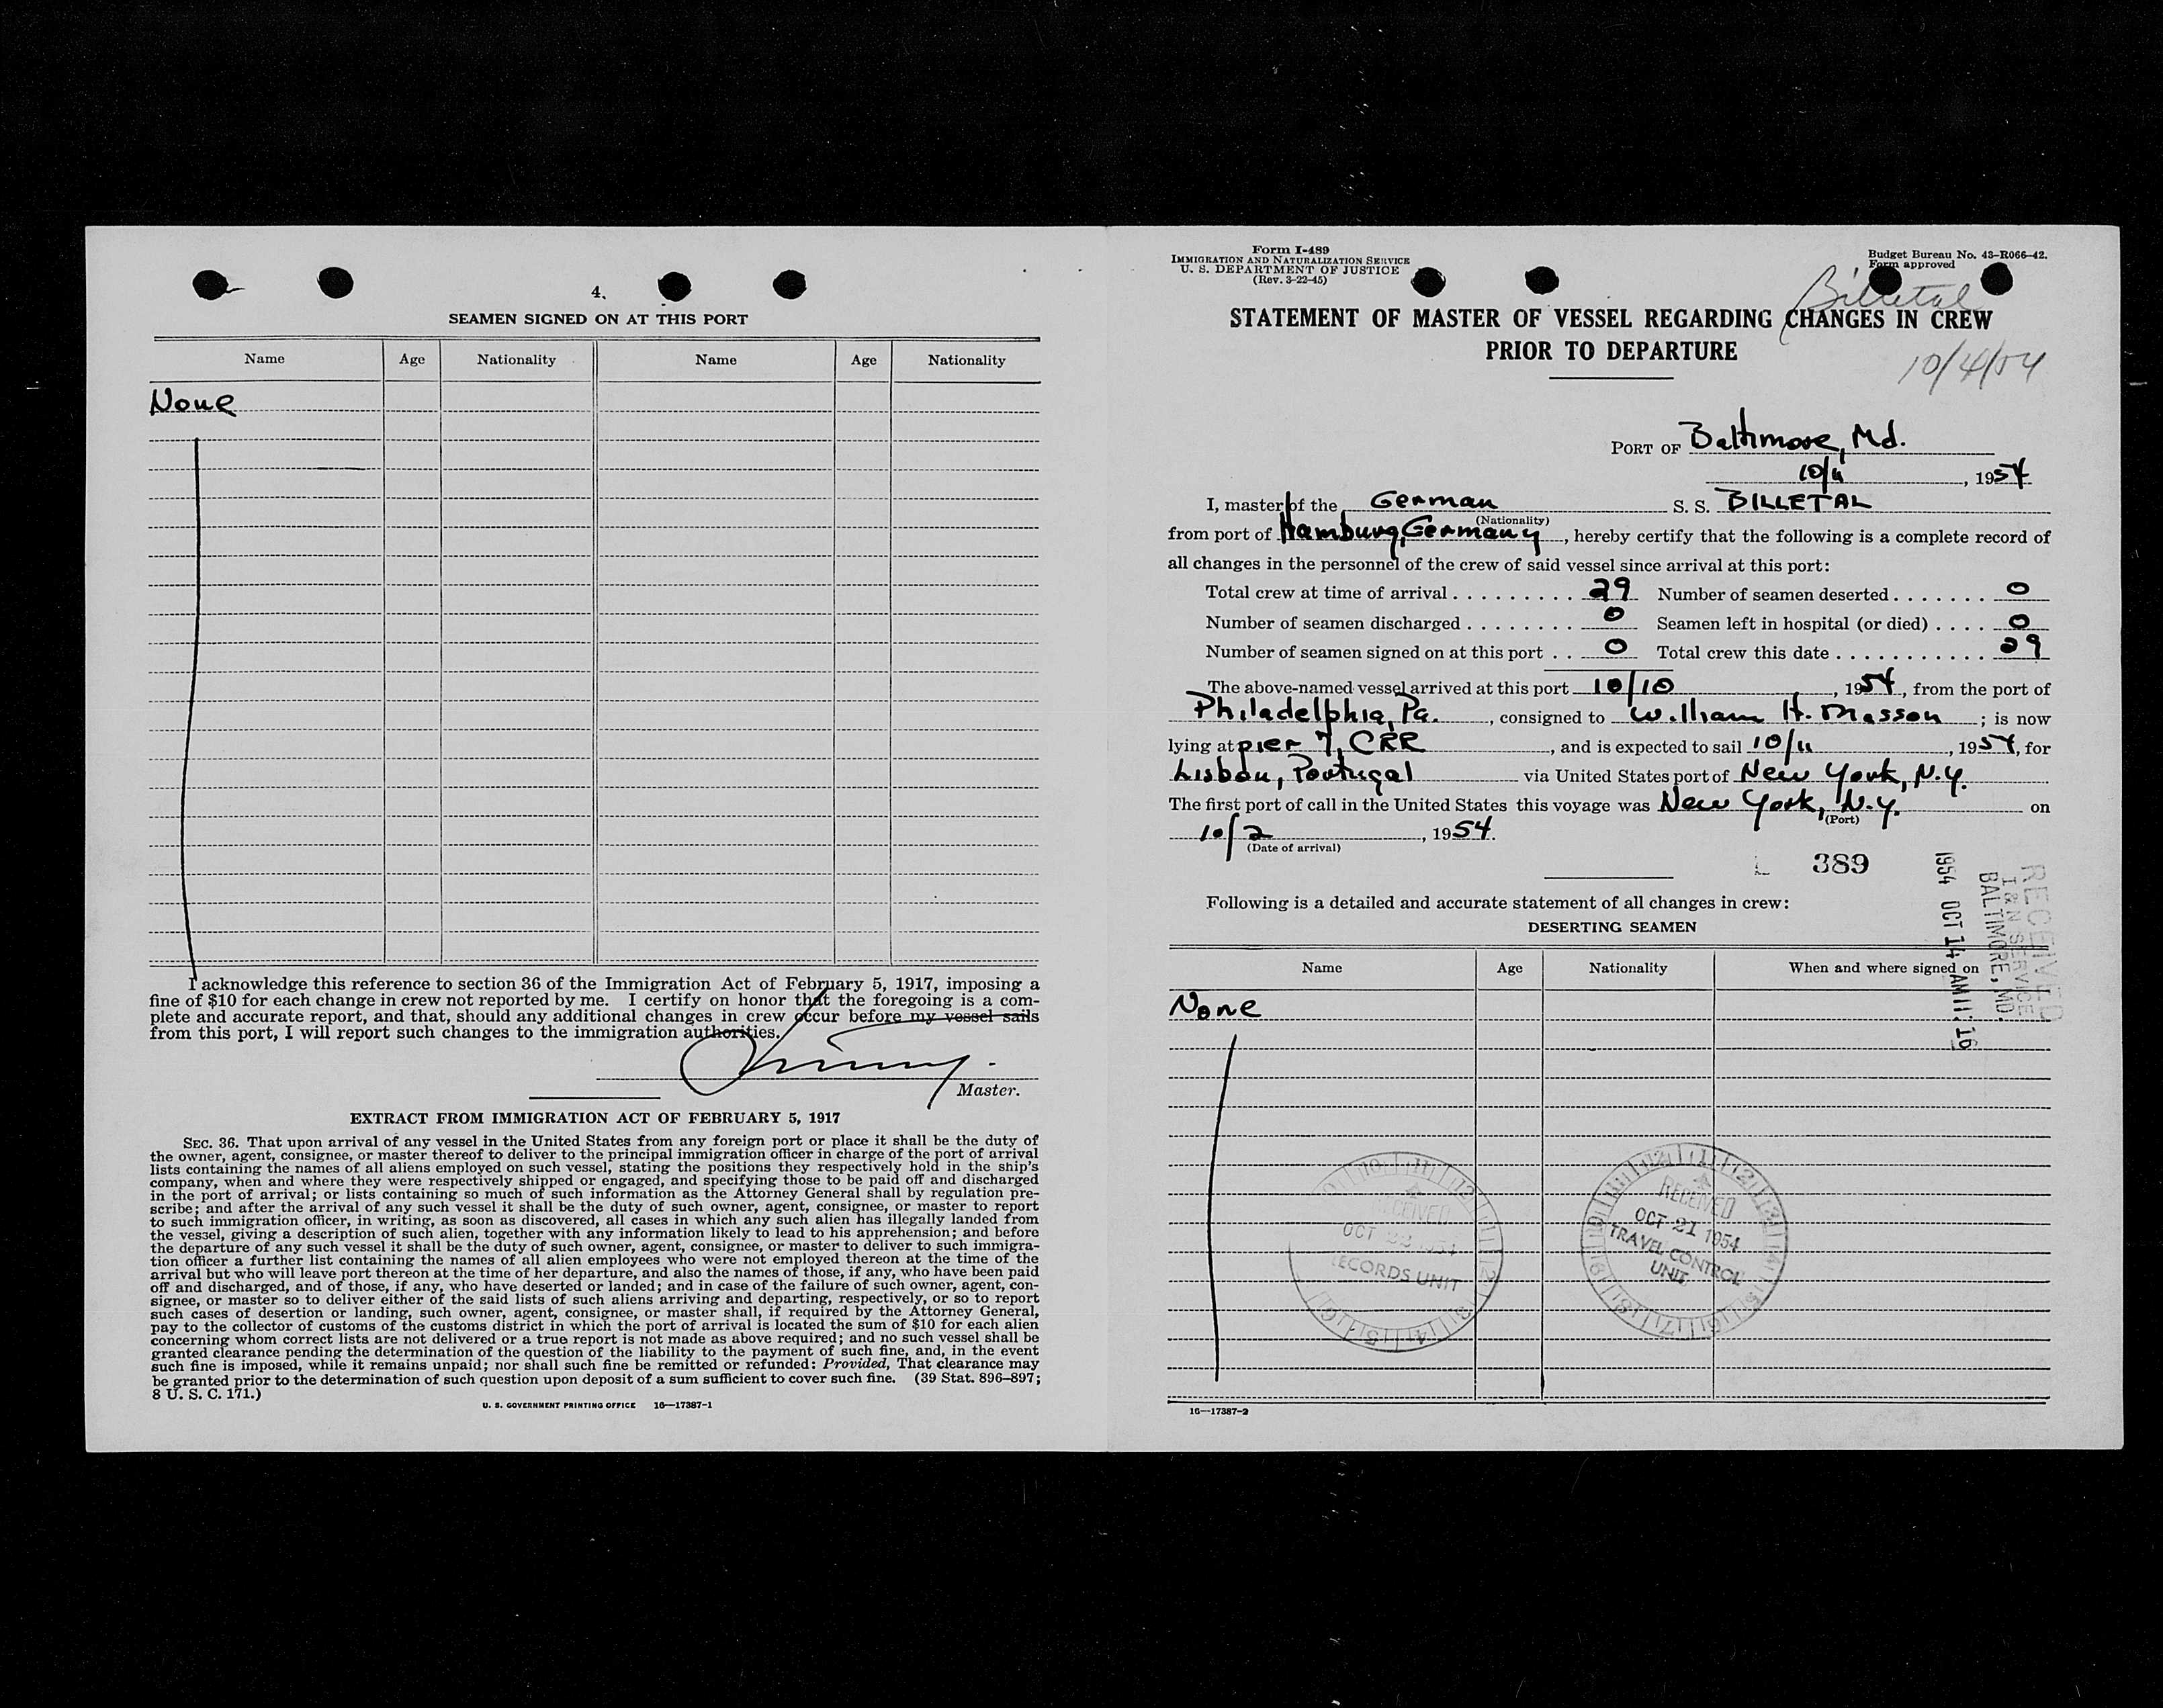 4.
SEAMEN SIGNED ON AT THIS PORT
Name Age Nationality Name Age Nationality
None
I acknowledge this reference to section 36 of the Immigration Act of February 5, 1917, imposing a
fine of $10 for each change in crew not reported by me. I certify on honor that the foregoing is a com-
plete and accurate report, and that, should any additional changes in crew occur before my vessel sails
from this port, I will report such changes to the immigration authorities.
Master.
EXTRACT FROM IMMIGRATION ACT OF FEBRUARY 5, 1917
SEC. 36. That upon arrival of any vessel in the United States from any foreign port or place it shall be the duty of
the owner, agent, consignee, or master thereof to deliver to the principal immigration officer in charge of the port of arrival
lists containing the names of all aliens employed on such vessel, stating the positions they respectively hold in the ship's
company, when and where they were respectively shipped or engaged, and specifying those to be paid off and discharged
in the port of arrival; or lists containing so much of such information as the Attorney General shall by regulation pre-
scribe; and after the arrival of any such vessel it shall be the duty of such owner, agent, consignee, or master to report
to such immigration officer, in writing, as soon as discovered, all cases in which any such alien has illegally landed from
the vessel, giving a description of such alien, together with any information likely to lead to his apprehension; and before
the departure of any such vessel it shall be the duty of such owner, agent, consignee, or master to deliver to such immigra-
tion officer a further list containing the names of all alien employees who were not employed thereon at the time of the
arrival but who will leave port thereon at the time of her departure, and also the names of those, if any, who have been paid
off and discharged, and of those, if any, who have deserted or landed; and in case of the failure of such owner, agent, con-
signee, or master so to deliver either of the said lists of such aliens arriving and departing, respectively, or so to report
such cases of desertion or landing, such owner, agent, consignee, or master shall, if required by the Attorney General,
pay to the collector of customs of the customs district in which the port of arrival is located the sum of $10 for each alien
concerning whom correct lists are not delivered or a true report is not made as above required; and no such vessel shall be
granted clearance pending the determination of the question of the liability to the payment of such fine, and, in the event
such fine is imposed, while it remains unpaid; nor shall such fine be remitted or refunded: Provided, That clearance may
be granted prior to the determination of such question upon deposit of a sum sufficient to cover such fine. (39 Stat. 896–897;
8 U. S. C. 171.)
U. S. GOVERNMENT PRINTING OFFICE 16—17387-1
Form I-489
IMMIGRATION AND NATURALIZATION SERVICE
U. S. DEPARTMENT OF JUSTICE
(Rev. 3-22-45)
Budget Bureau No. 43-R066-42.
Form approved
Billetal
STATEMENT OF MASTER OF VESSEL REGARDING CHANGES IN CREW
PRIOR TO DEPARTURE
10/4/54
PORT OF Baltimore, Md.
10/11, 1954
I, master of the German S. S. BILLETAL
(Nationality)
from port of Hamburg, Germany, hereby certify that the following is a complete record of
all changes in the personnel of the crew of said vessel since arrival at this port:
Total crew at time of arrival . . . . . . . . . . 29 Number of seamen deserted . . . . . . . 0
Number of seamen discharged . . . . . . . . 0 Seamen left in hospital (or died) . . . . 0
Number of seamen signed on at this port . . 0 Total crew this date . . . . . . . . . . . 29
The above-named vessel arrived at this port 10/10, 1954, from the port of
Philadelphia, Pa., consigned to William H. Masson; is now
lying at pier 7, CRR, and is expected to sail 10/11, 1954, for
Lisbon, Portugal via United States port of New York, N.Y.
The first port of call in the United States this voyage was New York, N.Y. on
(Port)
10/2, 1954.
(Date of arrival)
389
RECEIVED
I & N SERVICE
BALTIMORE, MD.
1954 OCT 14 AM 11:16
Following is a detailed and accurate statement of all changes in crew:
DESERTING SEAMEN
Name Age Nationality When and where signed on
None
RECEIVED
OCT 22 1954
RECORDS UNIT
RECEIVED
OCT 21 1954
TRAVEL CONTROL
UNIT
16—17387-2